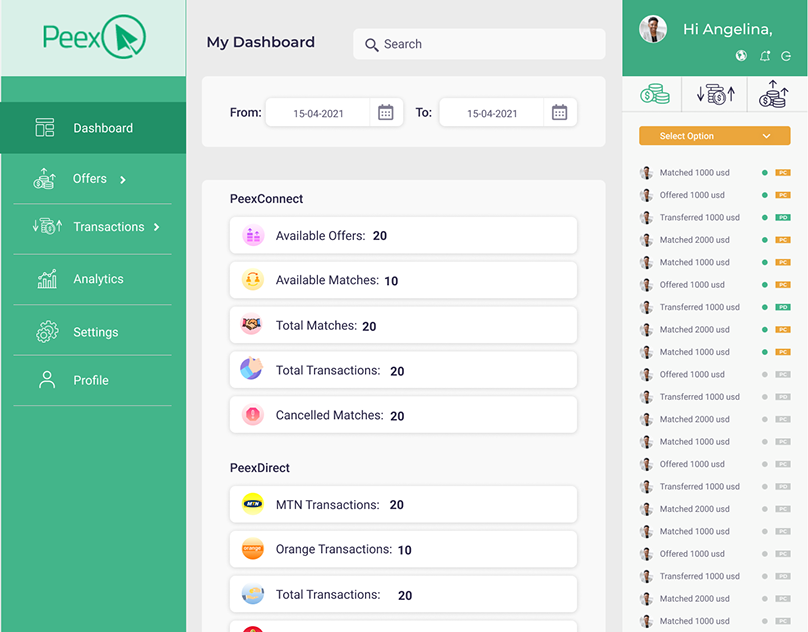 Peex
Dashboard
Offers
Transactions
Analytics
Settings
Profile
My Dashboard
Search
From: 15-04-2021 To: 15-04-2021
PeexConnect
Available Offers: 20
Available Matches: 10
Total Matches: 20
Total Transactions: 20
Cancelled Matches: 20
PeexDirect
MTN
MTN Transactions: 20
orange
Orange Transactions: 10
Total Transactions: 20
Hi Angelina,
Select Option
Matched 1000 usd PC
Offered 1000 usd PC
Transferred 1000 usd PD
Matched 2000 usd PC
Matched 1000 usd PC
Offered 1000 usd PC
Transferred 1000 usd PD
Matched 2000 usd PC
Matched 1000 usd PC
Offered 1000 usd PC
Transferred 1000 usd PD
Matched 2000 usd PC
Matched 1000 usd PC
Offered 1000 usd PC
Transferred 1000 usd PD
Matched 2000 usd PC
Matched 1000 usd PC
Offered 1000 usd PC
Transferred 1000 usd PD
Matched 2000 usd PC
Matched 1000 usd PC